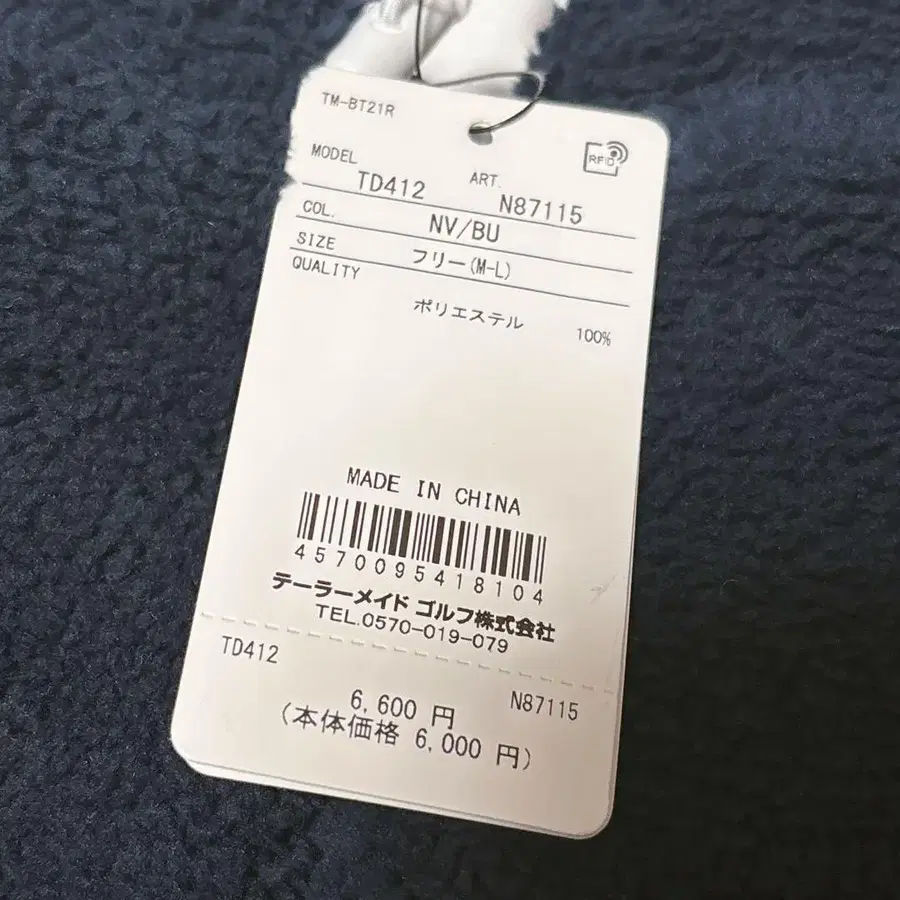 TM-BT21R
RFID
MODEL TD412 ART. N87115
COL. NV/BU
SIZE フリー(M-L)
QUALITY
ポリエステル 100%
MADE IN CHINA
4570095418104
テーラーメイド ゴルフ株式会社
TEL.0570-019-079
TD412 N87115
6,600 円
(本体価格 6,000 円)